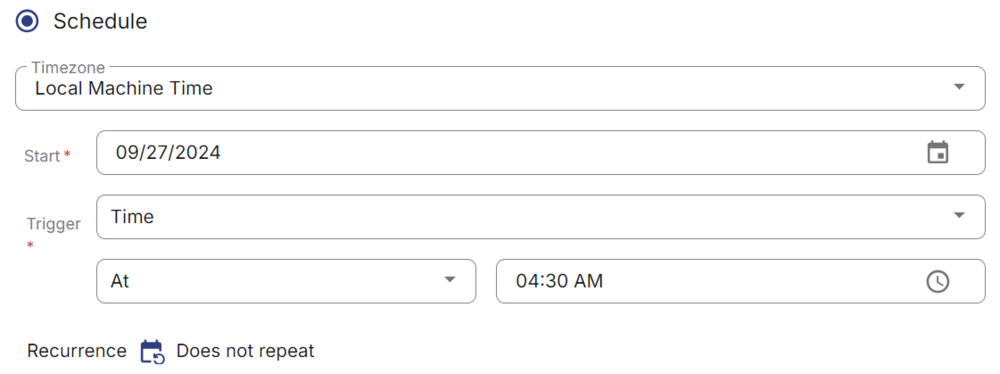 Schedule
Timezone
Local Machine Time
Start *
09/27/2024
Trigger
*
Time
At
04:30 AM
Recurrence Does not repeat